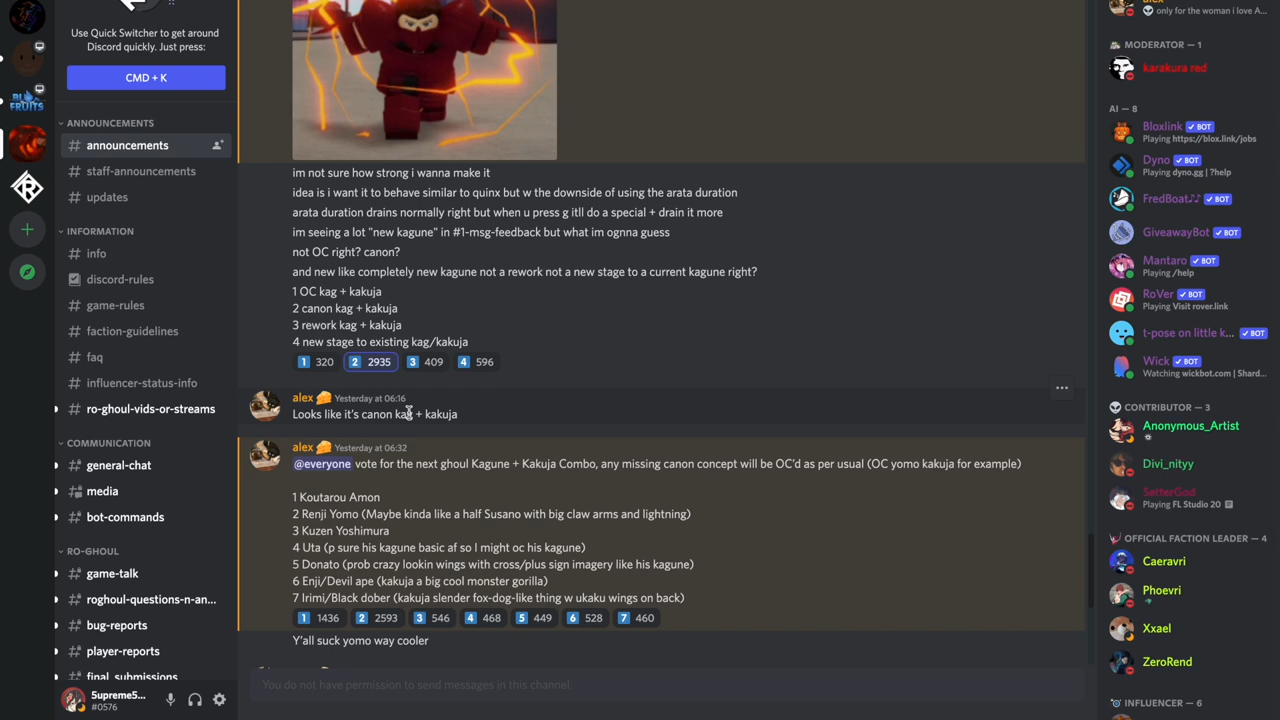 Use Quick Switcher to get around
Discord quickly. Just press:
CMD + K
ANNOUNCEMENTS
# announcements
# staff-announcements
# updates
INFORMATION
# info
discord-rules
# game-rules
# faction-guidelines
# faq
# influencer-status-info
# ro-ghoul-vids-or-streams
COMMUNICATION
# general-chat
media
# bot-commands
RO-GHOUL
# game-talk
# roghoul-questions-n-an...
# bug-reports
# player-reports
# final_submissions
5upreme5...
#0576
BLOX FRUITS
im not sure how strong i wanna make it
idea is i want it to behave similar to quinx but w the downside of using the arata duration
arata duration drains normally right but when u press g itll do a special + drain it more
im seeing a lot "new kagune" in #1-msg-feedback but what im ognna guess
not OC right? canon?
and new like completely new kagune not a rework not a new stage to a current kagune right?
1 OC kag + kakuja
2 canon kag + kakuja
3 rework kag + kakuja
4 new stage to existing kag/kakuja
1 320 2 2935 3 409 4 596
alex Yesterday at 06:16
Looks like it's canon kag + kakuja
alex Yesterday at 06:32
@everyone vote for the next ghoul Kagune + Kakuja Combo, any missing canon concept will be OC'd as per usual (OC yomo kakuja for example)
1 Koutarou Amon
2 Renji Yomo (Maybe kinda like a half Susano with big claw arms and lightning)
3 Kuzen Yoshimura
4 Uta (p sure his kagune basic af so I might oc his kagune)
5 Donato (prob crazy lookin wings with cross/plus sign imagery like his kagune)
6 Enji/Devil ape (kakuja a big cool monster gorilla)
7 Irimi/Black dober (kakuja slender fox-dog-like thing w ukaku wings on back)
1 1436 2 2593 3 546 4 468 5 449 6 528 7 460
Y'all suck yomo way cooler
You do not have permission to send messages in this channel.
alex
only for the woman i love A...
MODERATOR — 1
karakura red
AI — 8
Bloxlink ✓ BOT
Playing https://blox.link/jobs
Dyno ✓ BOT
Playing dyno.gg | ?help
FredBoat♪♪ ✓ BOT
GiveawayBot ✓ BOT
Mantaro ✓ BOT
Playing /help
RoVer ✓ BOT
Playing Visit rover.link
t-pose on little k... ✓ BOT
Wick ✓ BOT
Watching wickbot.com | Shard...
CONTRIBUTOR — 3
Anonymous_Artist
Divi_nityy
SetterGod
Playing FL Studio 20
OFFICIAL FACTION LEADER — 4
Caeravri
Phoevri
Xxael
ZeroRend
INFLUENCER — 6